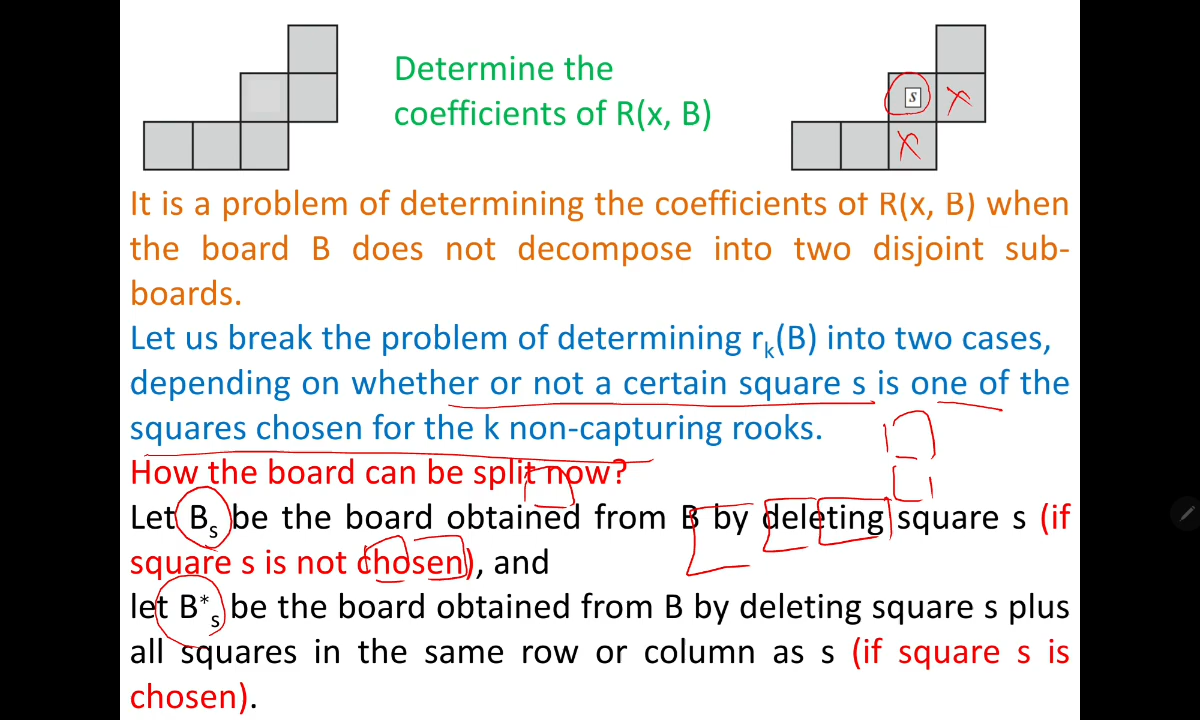 Determine the
coefficients of R(x, B)
s
It is a problem of determining the coefficients of R(x, B) when
the board B does not decompose into two disjoint sub-
boards.
Let us break the problem of determining rk(B) into two cases,
depending on whether or not a certain square s is one of the
squares chosen for the k non-capturing rooks.
How the board can be split now?
Let Bs be the board obtained from B by deleting square s (if
square s is not chosen), and
let B*s be the board obtained from B by deleting square s plus
all squares in the same row or column as s (if square s is
chosen).